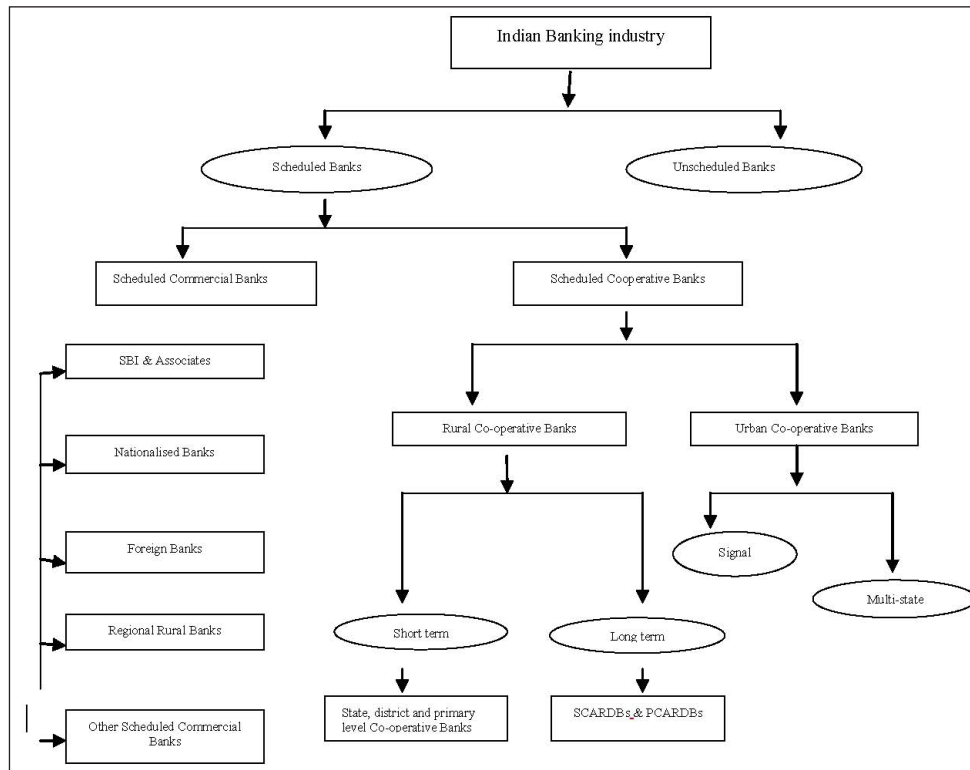 Indian Banking industry
Scheduled Banks
Unscheduled Banks
Scheduled Commercial Banks
Scheduled Cooperative Banks
SBI & Associates
Rural Co-operative Banks
Urban Co-operative Banks
Nationalised Banks
Signal
Foreign Banks
Multi-state
Regional Rural Banks
Short term
Long term
State, district and primary
level Co-operative Banks
SCARDBs & PCARDBs
Other Scheduled Commercial
Banks